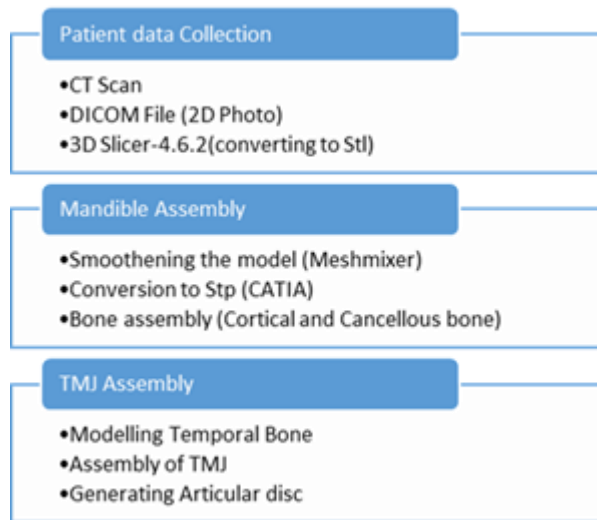 Patient data Collection
•CT Scan
•DICOM File (2D Photo)
•3D Slicer-4.6.2(converting to Stl)
Mandible Assembly
•Smoothening the model (Meshmixer)
•Conversion to Stp (CATIA)
•Bone assembly (Cortical and Cancellous bone)
TMJ Assembly
•Modelling Temporal Bone
•Assembly of TMJ
•Generating Articular disc